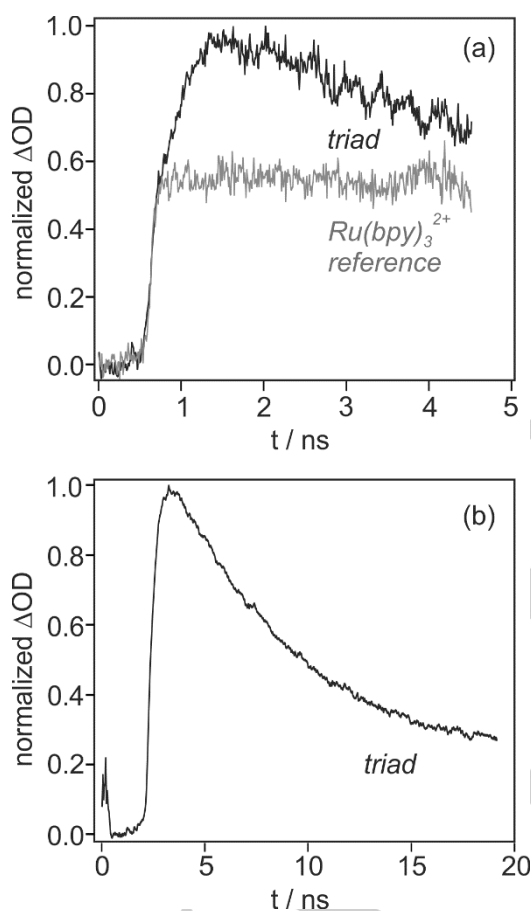 (a)
normalized ΔOD
1.0
0.8
0.6
0.4
0.2
0.0
triad
Ru(bpy)₃²⁺
reference
0 1 2 3 4 5
t / ns
(b)
normalized ΔOD
1.0
0.8
0.6
0.4
0.2
0.0
triad
0 5 10 15 20
t / ns